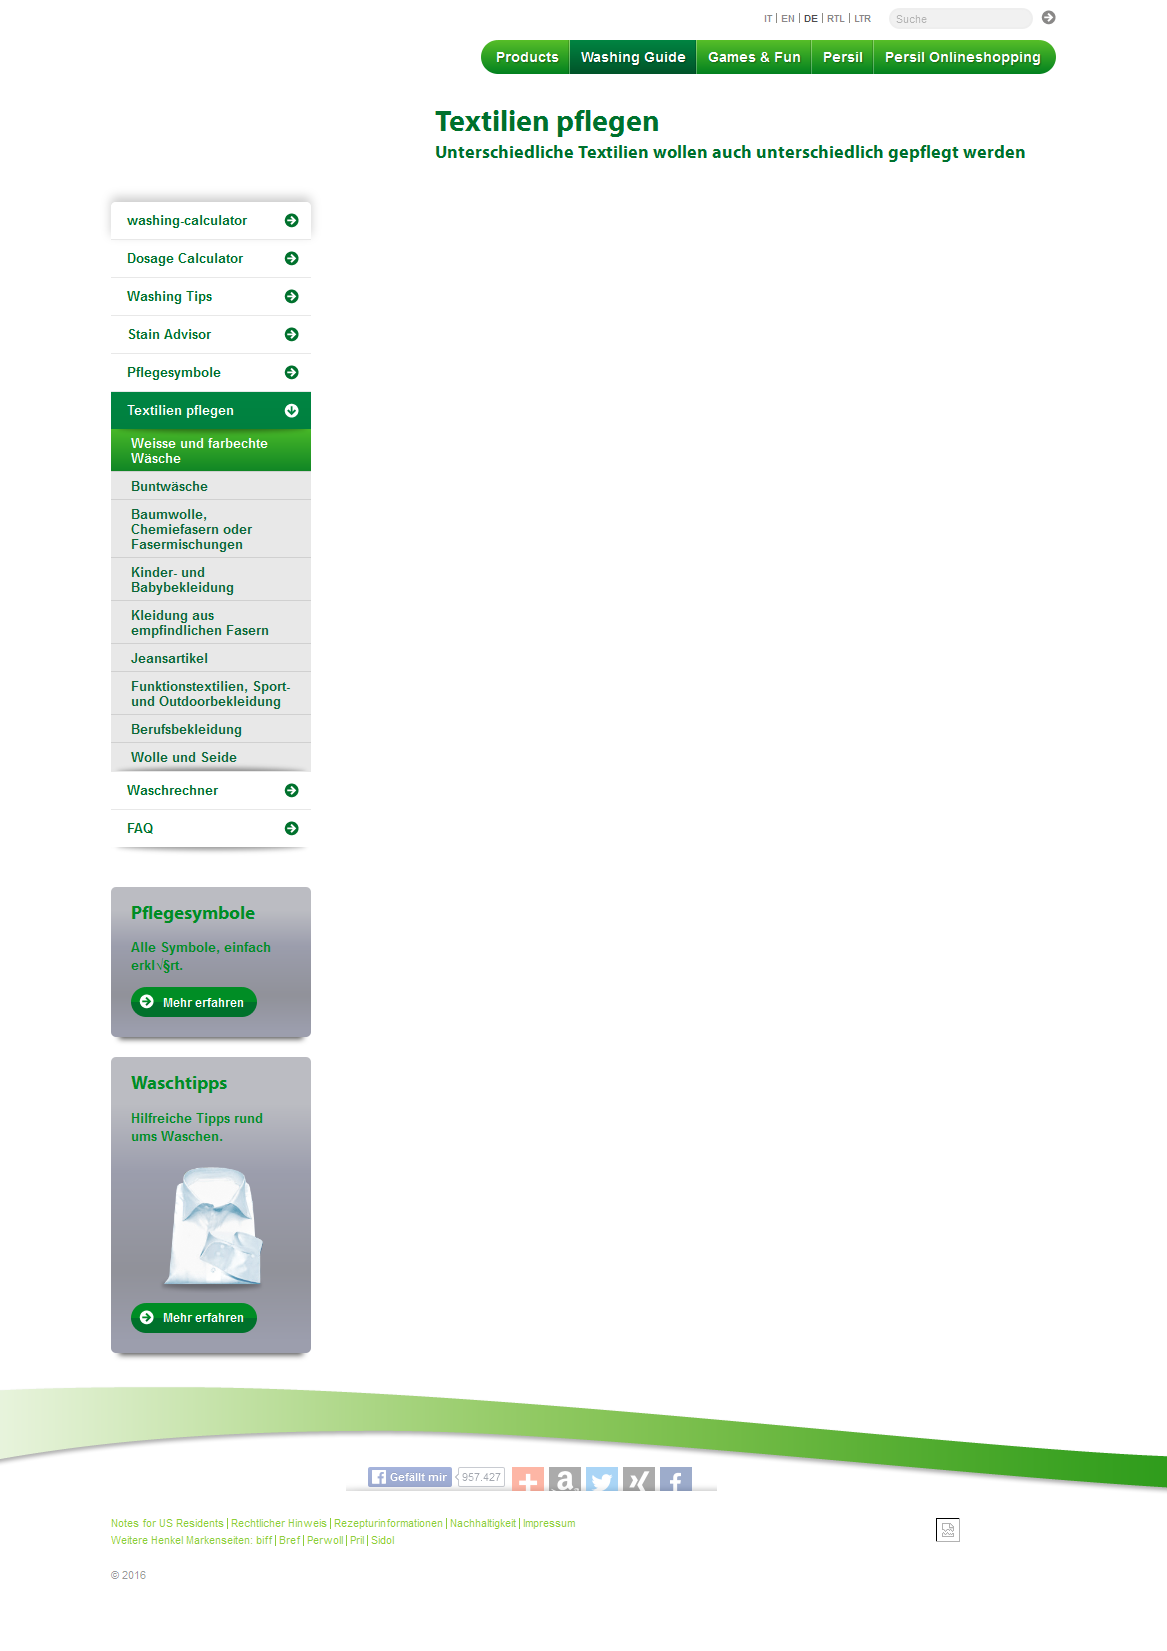 IT | EN | DE | RTL | LTR
Suche
Products
Washing Guide
Games & Fun
Persil
Persil Onlineshopping
Textilien pflegen
Unterschiedliche Textilien wollen auch unterschiedlich gepflegt werden
washing-calculator
Dosage Calculator
Washing Tips
Stain Advisor
Pflegesymbole
Textilien pflegen
Weisse und farbechte
Wäsche
Buntwäsche
Baumwolle,
Chemiefasern oder
Fasermischungen
Kinder- und
Babybekleidung
Kleidung aus
empfindlichen Fasern
Jeansartikel
Funktionstextilien, Sport-
und Outdoorbekleidung
Berufsbekleidung
Wolle und Seide
Waschrechner
FAQ
Pflegesymbole
Alle Symbole, einfach
erkl√§rt.
Mehr erfahren
Waschtipps
Hilfreiche Tipps rund
ums Waschen.
Mehr erfahren
Gefällt mir
957.427
Notes for US Residents | Rechtlicher Hinweis | Rezepturinformationen | Nachhaltigkeit | Impressum
Weitere Henkel Markenseiten: biff | Bref | Perwoll | Pril | Sidol
© 2016